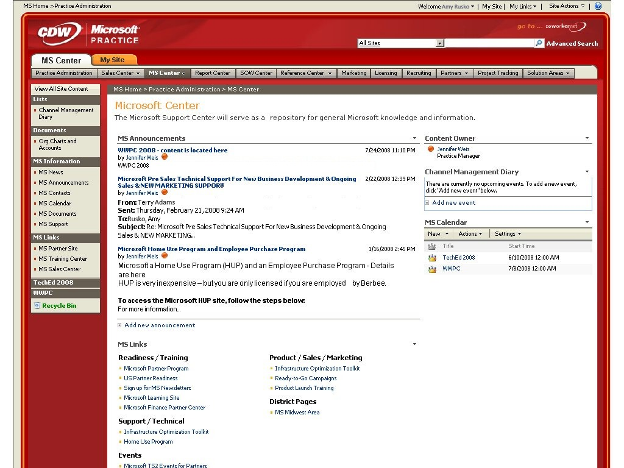 MS Home > Practice Administration
Welcome Amy Rusko
My Site
My Links
Site Actions
go to ... coworkernet
CDW
Microsoft
PRACTICE
All Sites
Advanced Search
MS Center
My Site
Practice Administration
Sales Center
MS Center
Report Center
SOW Center
Reference Center
Marketing
Licensing
Recruiting
Partners
Project Tracking
Solution Areas
MS Home > Practice Administration > MS Center
View All Site Content
Lists
Channel Management
Diary
Documents
Org Charts and
Accounts
MS Information
MS News
MS Announcements
MS Contacts
MS Calendar
MS Documents
MS Support
MS Links
MS Partner Site
MS Training Center
MS Sales Center
TechEd 2008
WWPC
Recycle Bin
Microsoft Center
The Microsoft Support Center will serve as a repository for general Microsoft knowledge and information.
MS Announcements
WWPC 2008 - content is located here
7/24/2008 11:18 PM
by Jennifer Weis
WWPC 2008
Microsoft Pre Sales Technical Support For New Business Development & Ongoing
Sales & NEW MARKETING SUPPORT!
2/22/2008 12:39 PM
by Jennifer Weis
From: Terry Adams
Sent: Thursday, February 21, 2008 9:24 AM
To: Rusko, Amy
Subject: Re: Microsoft Pre Sales Technical Support For New Business Development & Ongoing
Sales & NEW MARKETING...
Microsoft Home Use Program and Employee Purchase Program
by Jennifer Weis
Microsoft a Home Use Program (HUP) and an Employee Purchase Program - Details
are here
HUP is very inexpensive – but you are only licensed if you are employed by Berbee.
To access the Microsoft HUP site, follow the steps below:
For more information.
Add new announcement
MS Links
Readiness / Training
Microsoft Partner Program
US Partner Readiness
Sign up for MS Newsletters
Microsoft Learning Site
Microsoft Finance Partner Center
Support / Technical
Infrastructure Optimization Toolkit
Home Use Program
Events
Microsoft TS2 Events for Partners
Product / Sales / Marketing
Infrastructure Optimization Toolkit
Ready-to-Go Campaigns
Product Launch Training
District Pages
MS Midwest Area
Content Owner
Jennifer Weis
Practice Manager
Channel Management Diary
There are currently no upcoming events. To add a new event,
click "Add new event" below.
Add new event
MS Calendar
New
Actions
Settings
Title
Start Time
TechEd 2008
6/10/2008 12:00 AM
WWPC
7/8/2008 12:00 AM